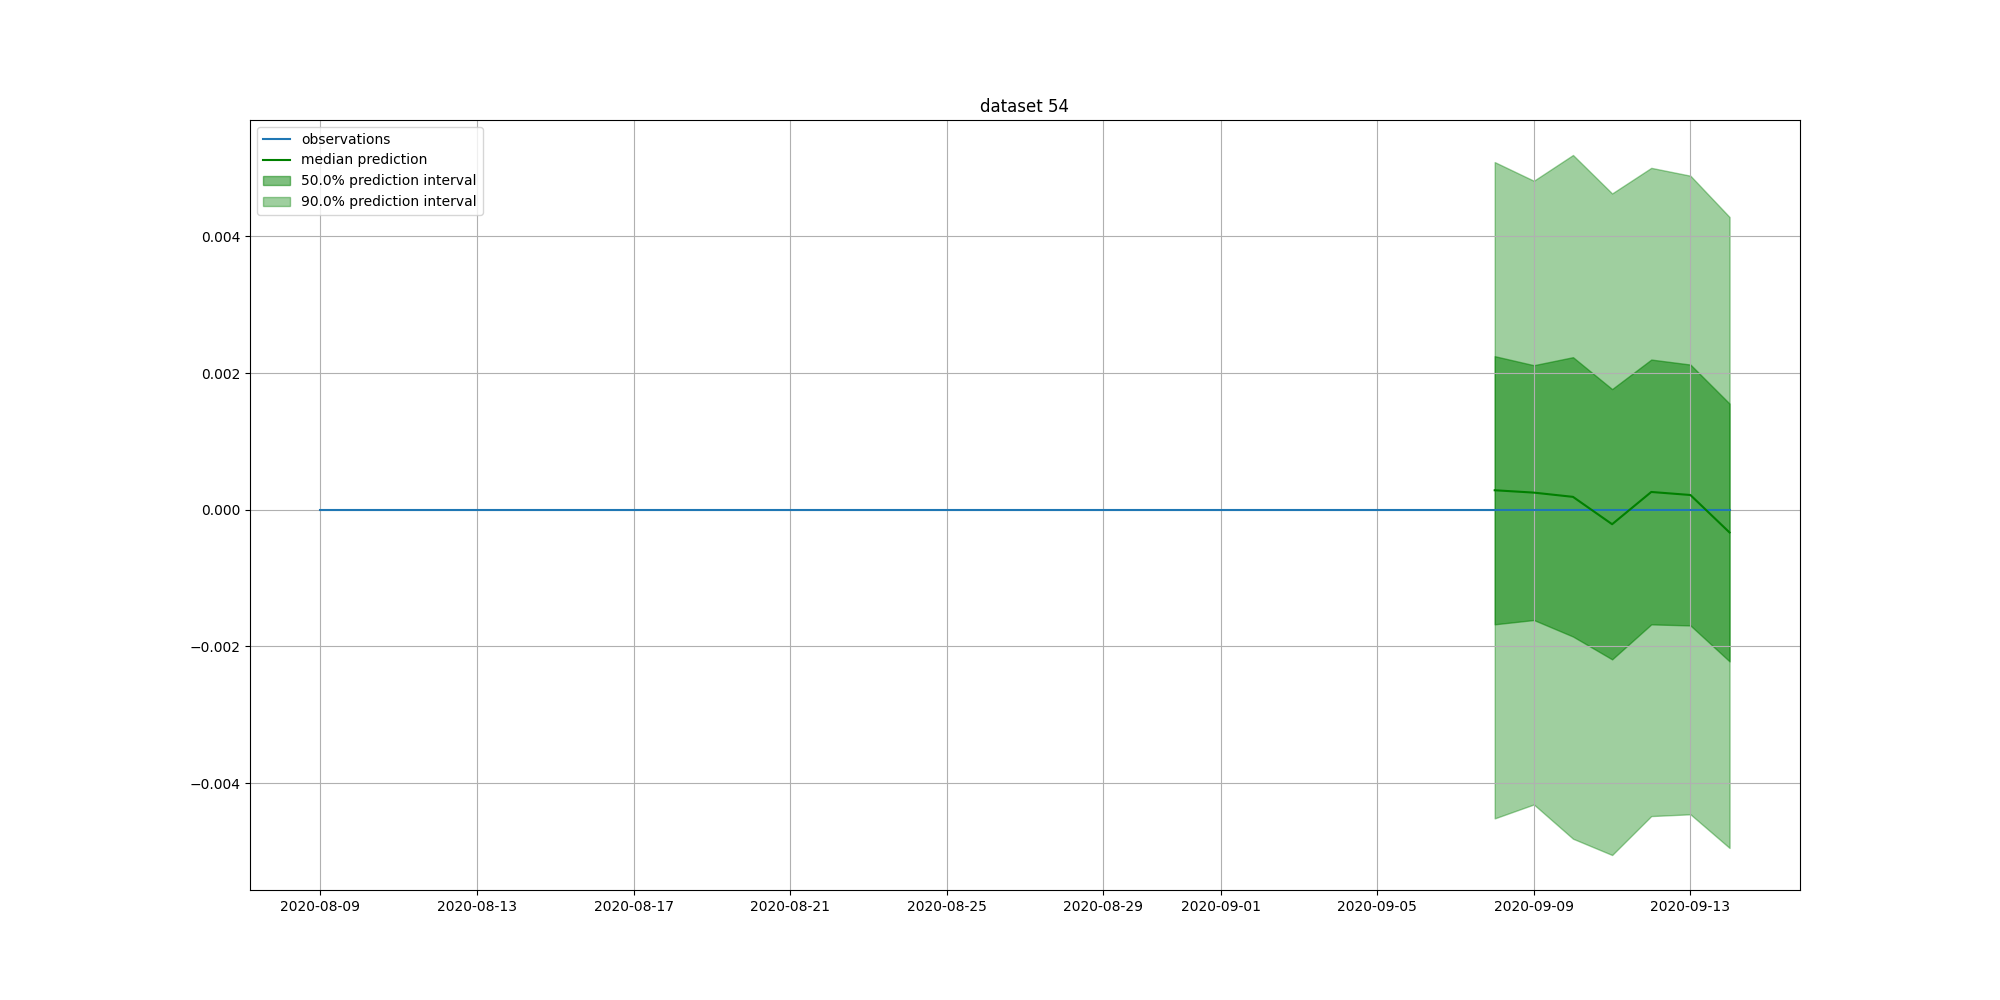 dataset 54
observations
median prediction
50.0% prediction interval
90.0% prediction interval
0.004
0.002
0.000
−0.002
−0.004
2020-08-09 2020-08-13 2020-08-17 2020-08-21 2020-08-25 2020-08-29 2020-09-01 2020-09-05 2020-09-09 2020-09-13